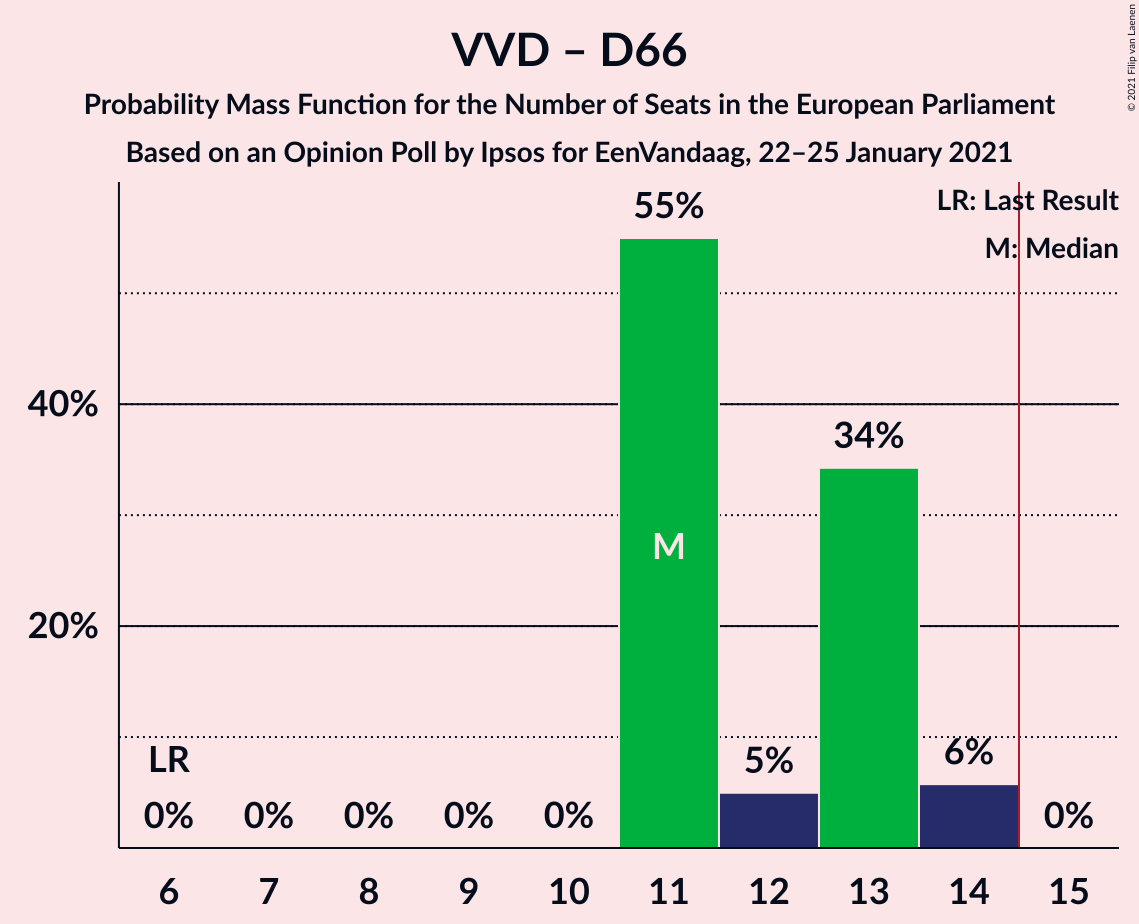 VVD – D66
Probability Mass Function for the Number of Seats in the European Parliament
Based on an Opinion Poll by Ipsos for EenVandaag, 22–25 January 2021
© 2021 Filip van Laenen
LR: Last Result
M: Median
55%
40%
34%
M
20%
LR
5%
6%
0% 0% 0% 0% 0% 0%
6 7 8 9 10 11 12 13 14 15